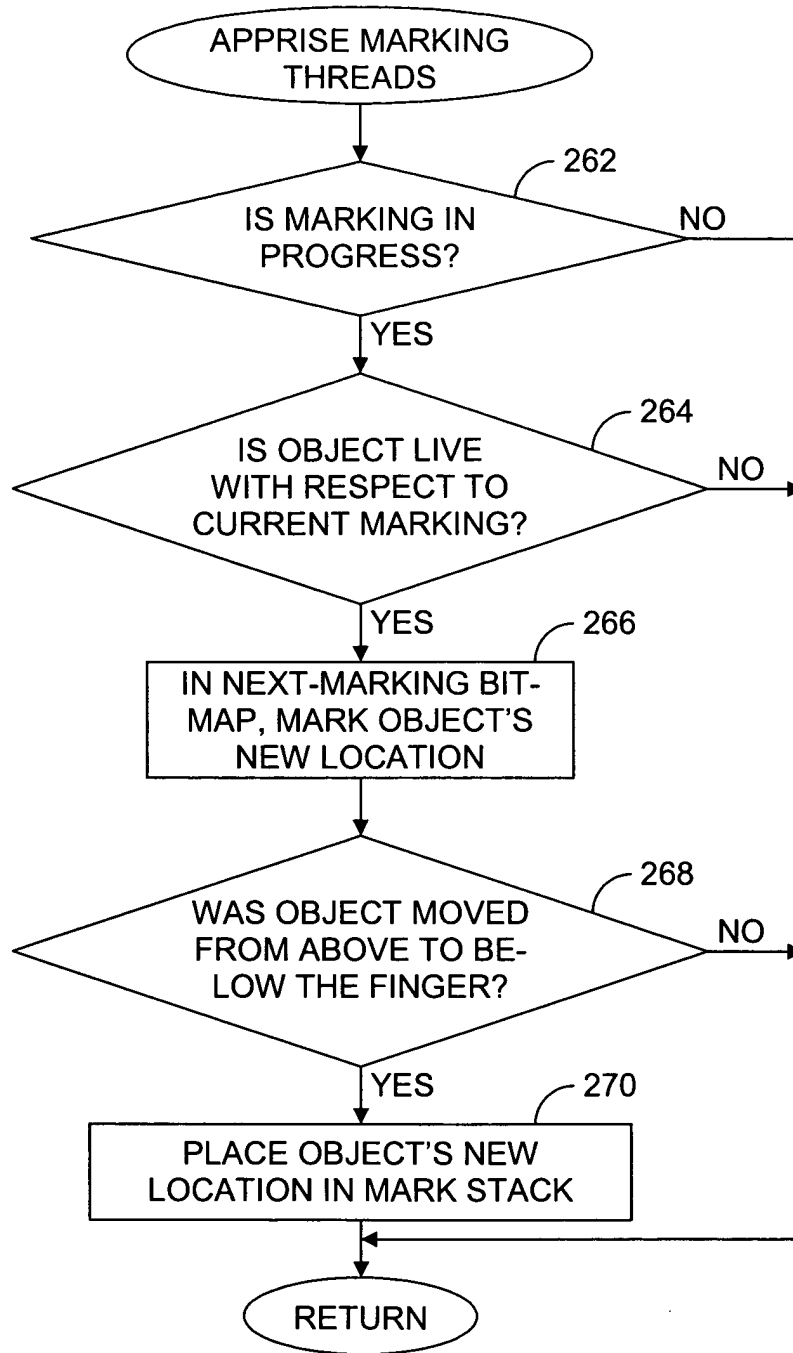 APPRISE MARKING
THREADS
262
IS MARKING IN
PROGRESS?
NO
YES
264
IS OBJECT LIVE
WITH RESPECT TO
CURRENT MARKING?
NO
YES
266
IN NEXT-MARKING BIT-
MAP, MARK OBJECT'S
NEW LOCATION
268
WAS OBJECT MOVED
FROM ABOVE TO BE-
LOW THE FINGER?
NO
YES
270
PLACE OBJECT'S NEW
LOCATION IN MARK STACK
RETURN